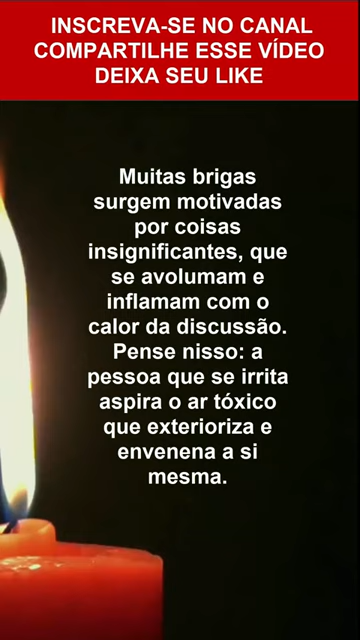 INSCREVA-SE NO CANAL
COMPARTILHE ESSE VÍDEO
DEIXA SEU LIKE
Muitas brigas
surgem motivadas
por coisas
insignificantes, que
se avolumam e
inflamam com o
calor da discussão.
Pense nisso: a
pessoa que se irrita
aspira o ar tóxico
que exterioriza e
envenena a si
mesma.